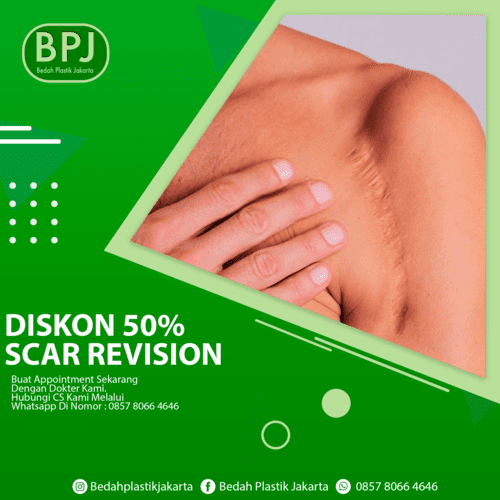 BPJ
Bedah Plastik Jakarta
DISKON 50%
SCAR REVISION
Buat Appointment Sekarang
Dengan Dokter Kami.
Hubungi CS Kami Melalui
Whatsapp Di Nomor : 0857 8066 4646
Bedahplastikjakarta Bedah Plastik Jakarta 0857 8066 4646